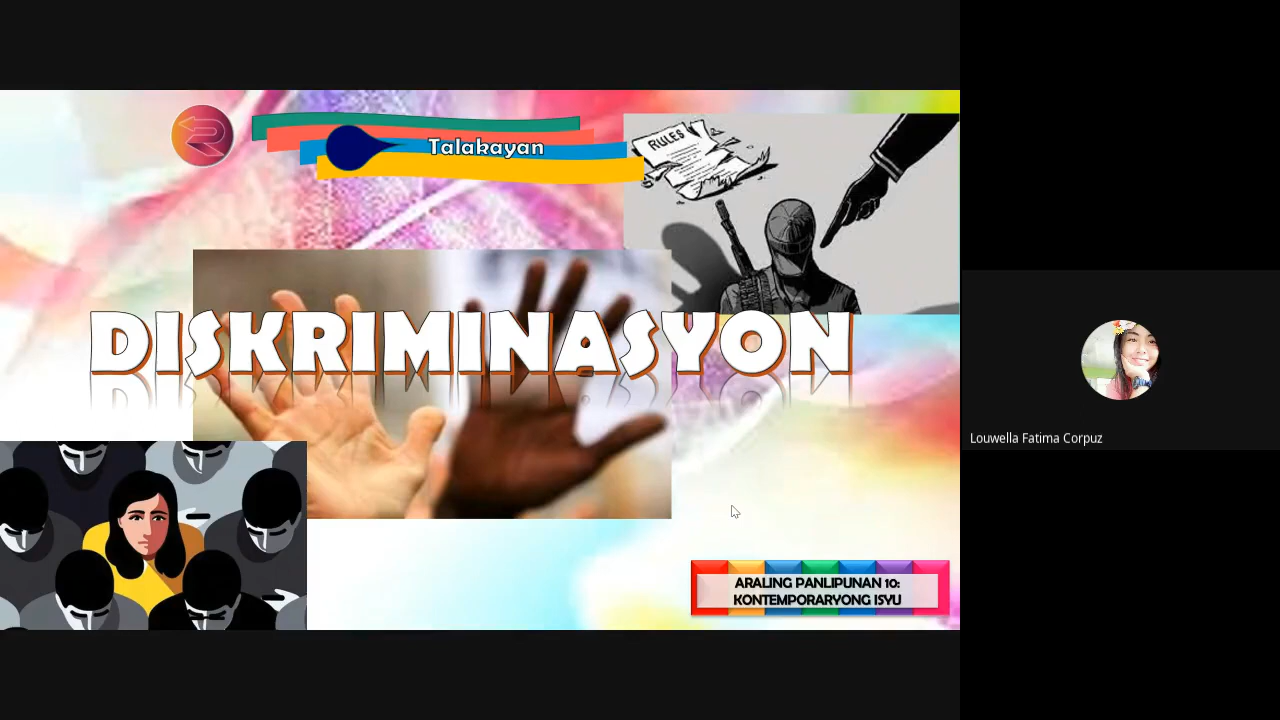 Talakayan
RULES
DISKRIMINASYON
ARALING PANLIPUNAN 10:
KONTEMPORARYONG ISYU
Louwella Fatima Corpuz